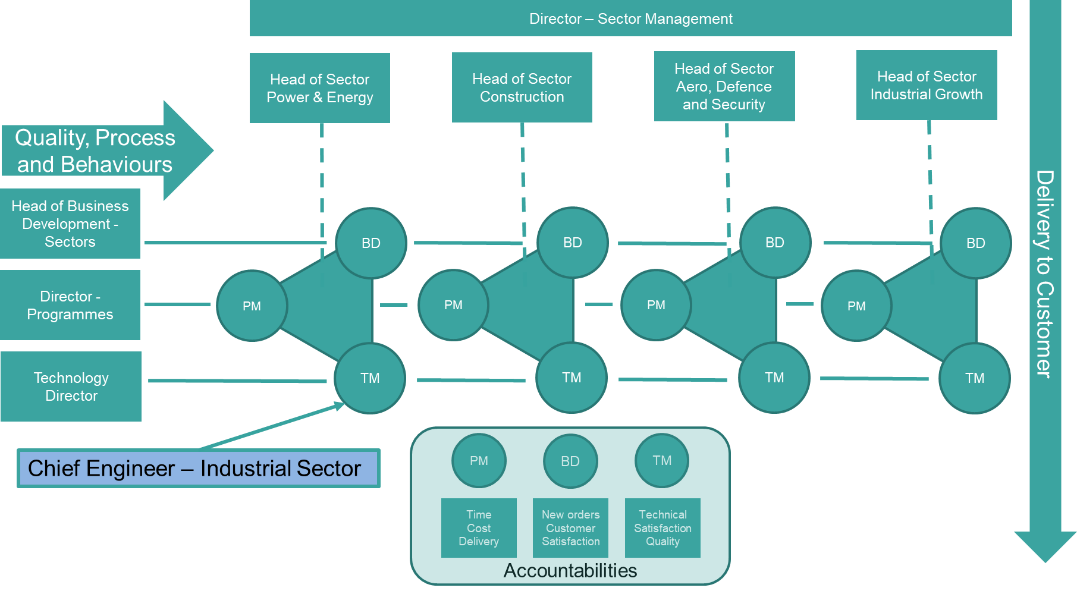 Director – Sector Management
Head of Sector
Power & Energy
Head of Sector
Construction
Head of Sector
Aero, Defence
and Security
Head of Sector
Industrial Growth
Quality, Process
and Behaviours
Delivery to Customer
Head of Business
Development -
Sectors
BD
BD
BD
BD
Director -
Programmes
PM
PM
PM
PM
Technology
Director
TM
TM
TM
TM
Chief Engineer – Industrial Sector
PM
BD
TM
Time
Cost
Delivery
New orders
Customer
Satisfaction
Technical
Satisfaction
Quality
Accountabilities